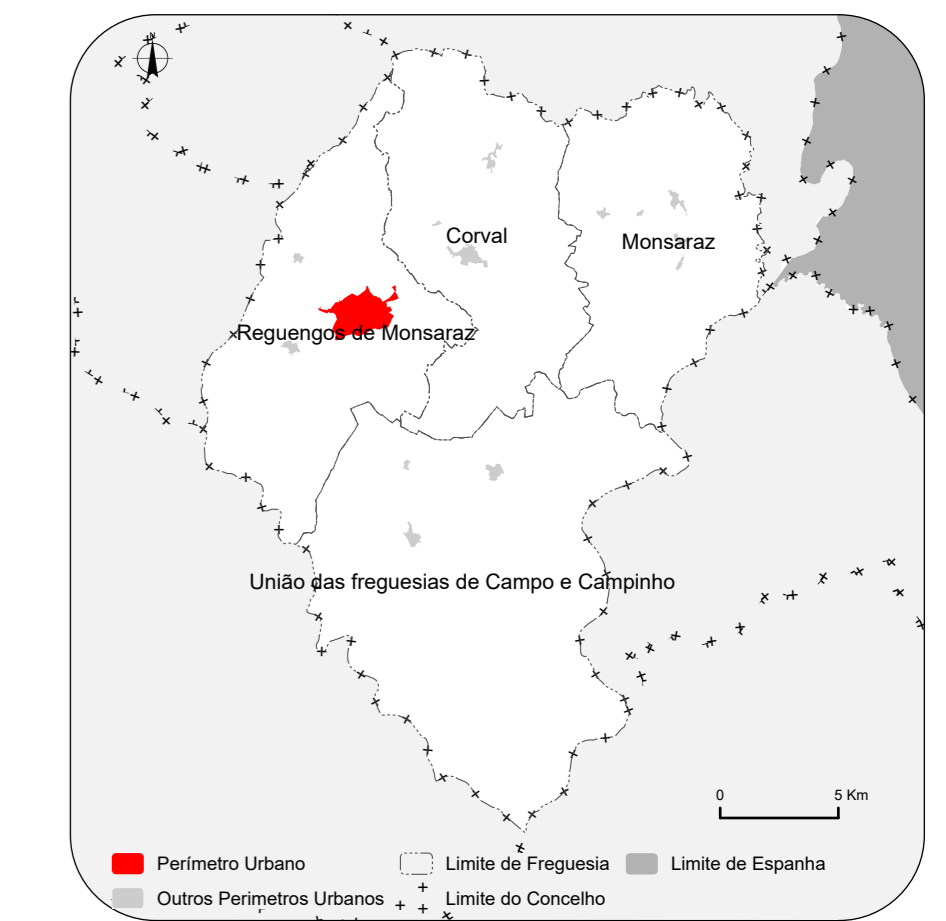 N
Corval
Monsaraz
Reguengos de Monsaraz
União das freguesias de Campo e Campinho
0 5 Km
Perímetro Urbano
Limite de Freguesia
Limite de Espanha
Outros Perimetros Urbanos
Limite do Concelho